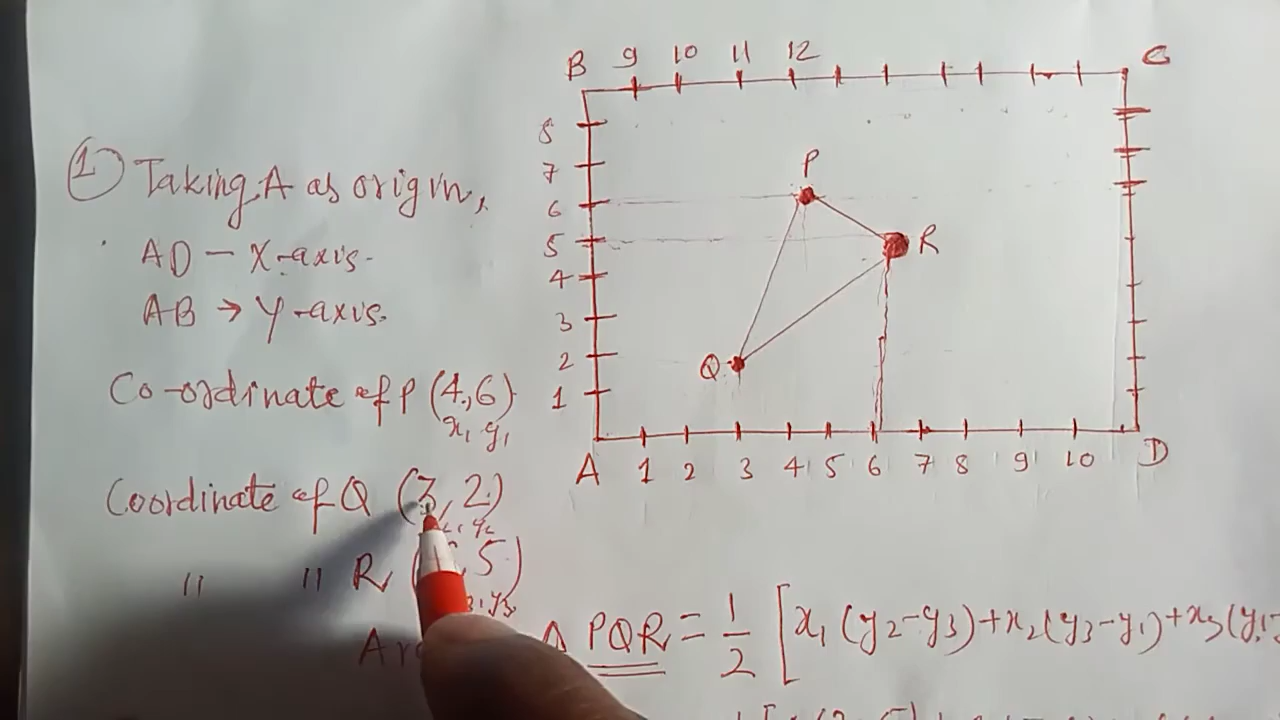 B 9 10 11 12 C
8
7
6
5
4
3
2
1
P
R
Q
A 1 2 3 4 5 6 7 8 9 10 D
① Taking A as origin,
AD — X-axis.
AB → Y-axis.
Co-ordinate of P (4,6)
x₁ y₁
Coordinate of Q (3,2)
" " R 5)
y₃
Δ PQR = 1/2 [x₁ (y₂-y₃)+x₂(y₃-y₁)+x₃(y₁-